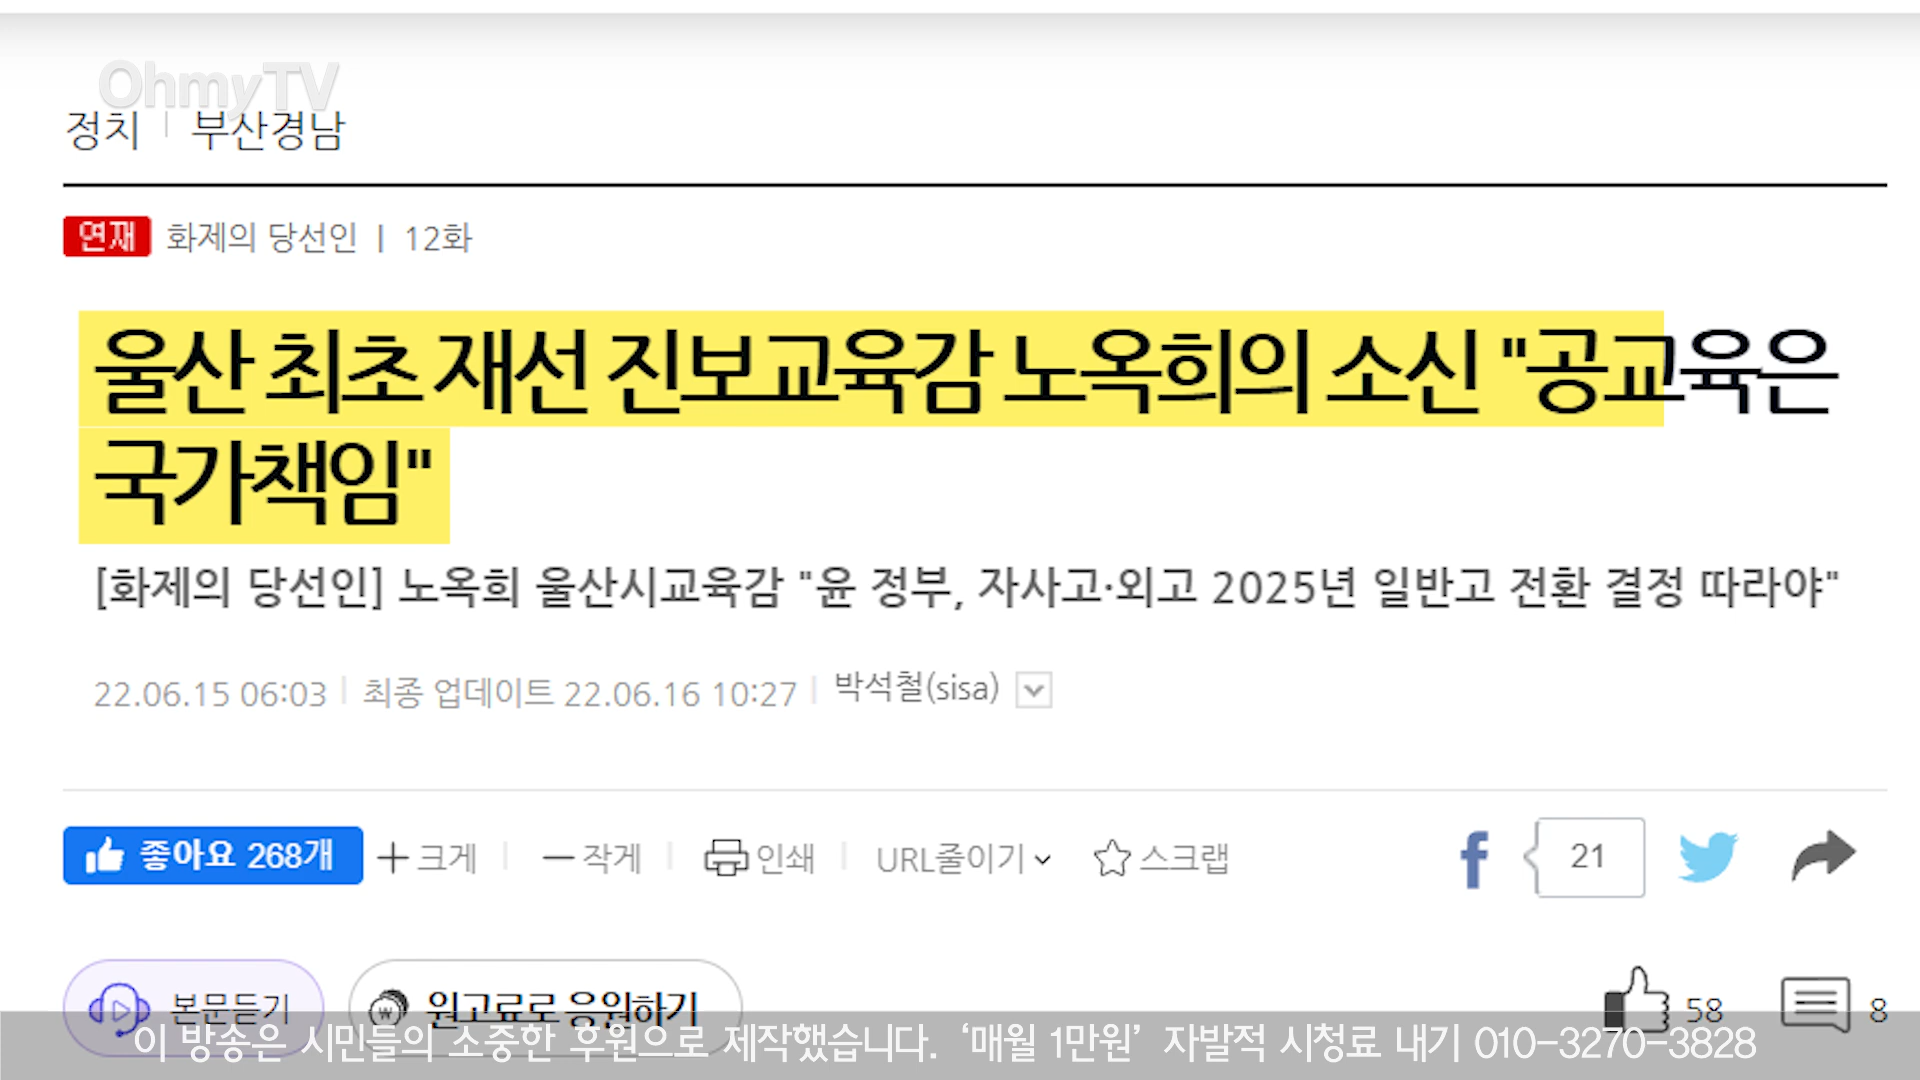 OhmyTV
정치 | 부산경남
연재 화제의 당선인 | 12화
울산 최초 재선 진보교육감 노옥희의 소신 "공교육은
국가책임"
[화제의 당선인] 노옥희 울산시교육감 "윤 정부, 자사고·외고 2025년 일반고 전환 결정 따라야"
22.06.15 06:03 | 최종 업데이트 22.06.16 10:27 | 박석철(sisa)
좋아요 268개 + 크게 | — 작게 | 인쇄 | URL줄이기 스크랩 f 21
본문듣기 원고료로 응원하기 58 8
이 방송은 시민들의 소중한 후원으로 제작했습니다. ‘매월 1만원’ 자발적 시청료 내기 010-3270-3828